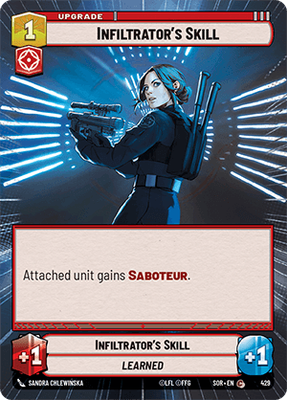 UPGRADE
1
INFILTRATOR'S SKILL
Attached unit gains SABOTEUR.
+1
INFILTRATOR'S SKILL
+1
LEARNED
SANDRA CHLEWINSKA
©LFL ©FFG
SOR • EN
C
429